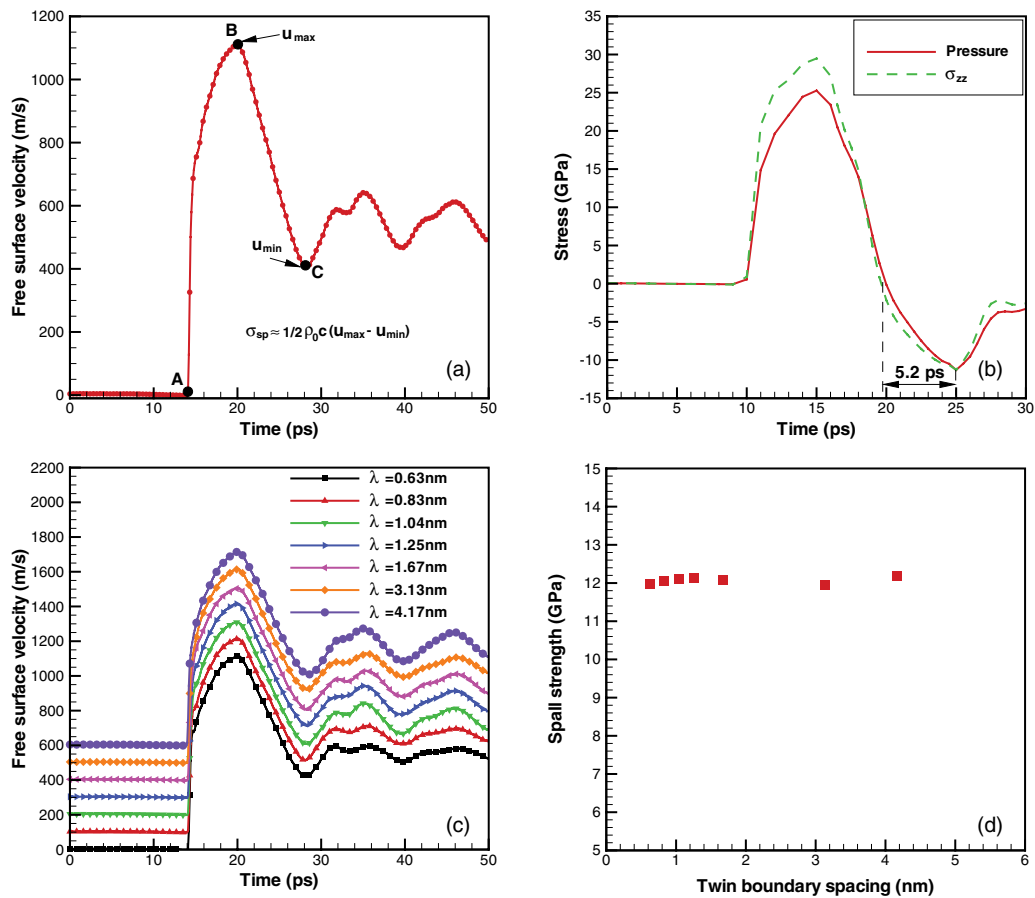 1200
1000
800
600
400
200
0
0 10 20 30 40 50
Free surface velocity (m/s)
Time (ps)
B
u max
u min
C
A
σsp ≈ 1/2 ρ0 c (umax - umin)
(a)
35
30
25
20
15
10
5
0
-5
-10
-15
0 5 10 15 20 25 30
Stress (GPa)
Time (ps)
Pressure
σzz
5.2 ps
(b)
2200
2000
1800
1600
1400
1200
1000
800
600
400
200
0
0 10 20 30 40 50
Free surface velocity (m/s)
Time (ps)
λ =0.63nm
λ =0.83nm
λ =1.04nm
λ =1.25nm
λ =1.67nm
λ =3.13nm
λ =4.17nm
(c)
15
14
13
12
11
10
9
8
7
6
5
0 1 2 3 4 5 6
Spall strength (GPa)
Twin boundary spacing (nm)
(d)